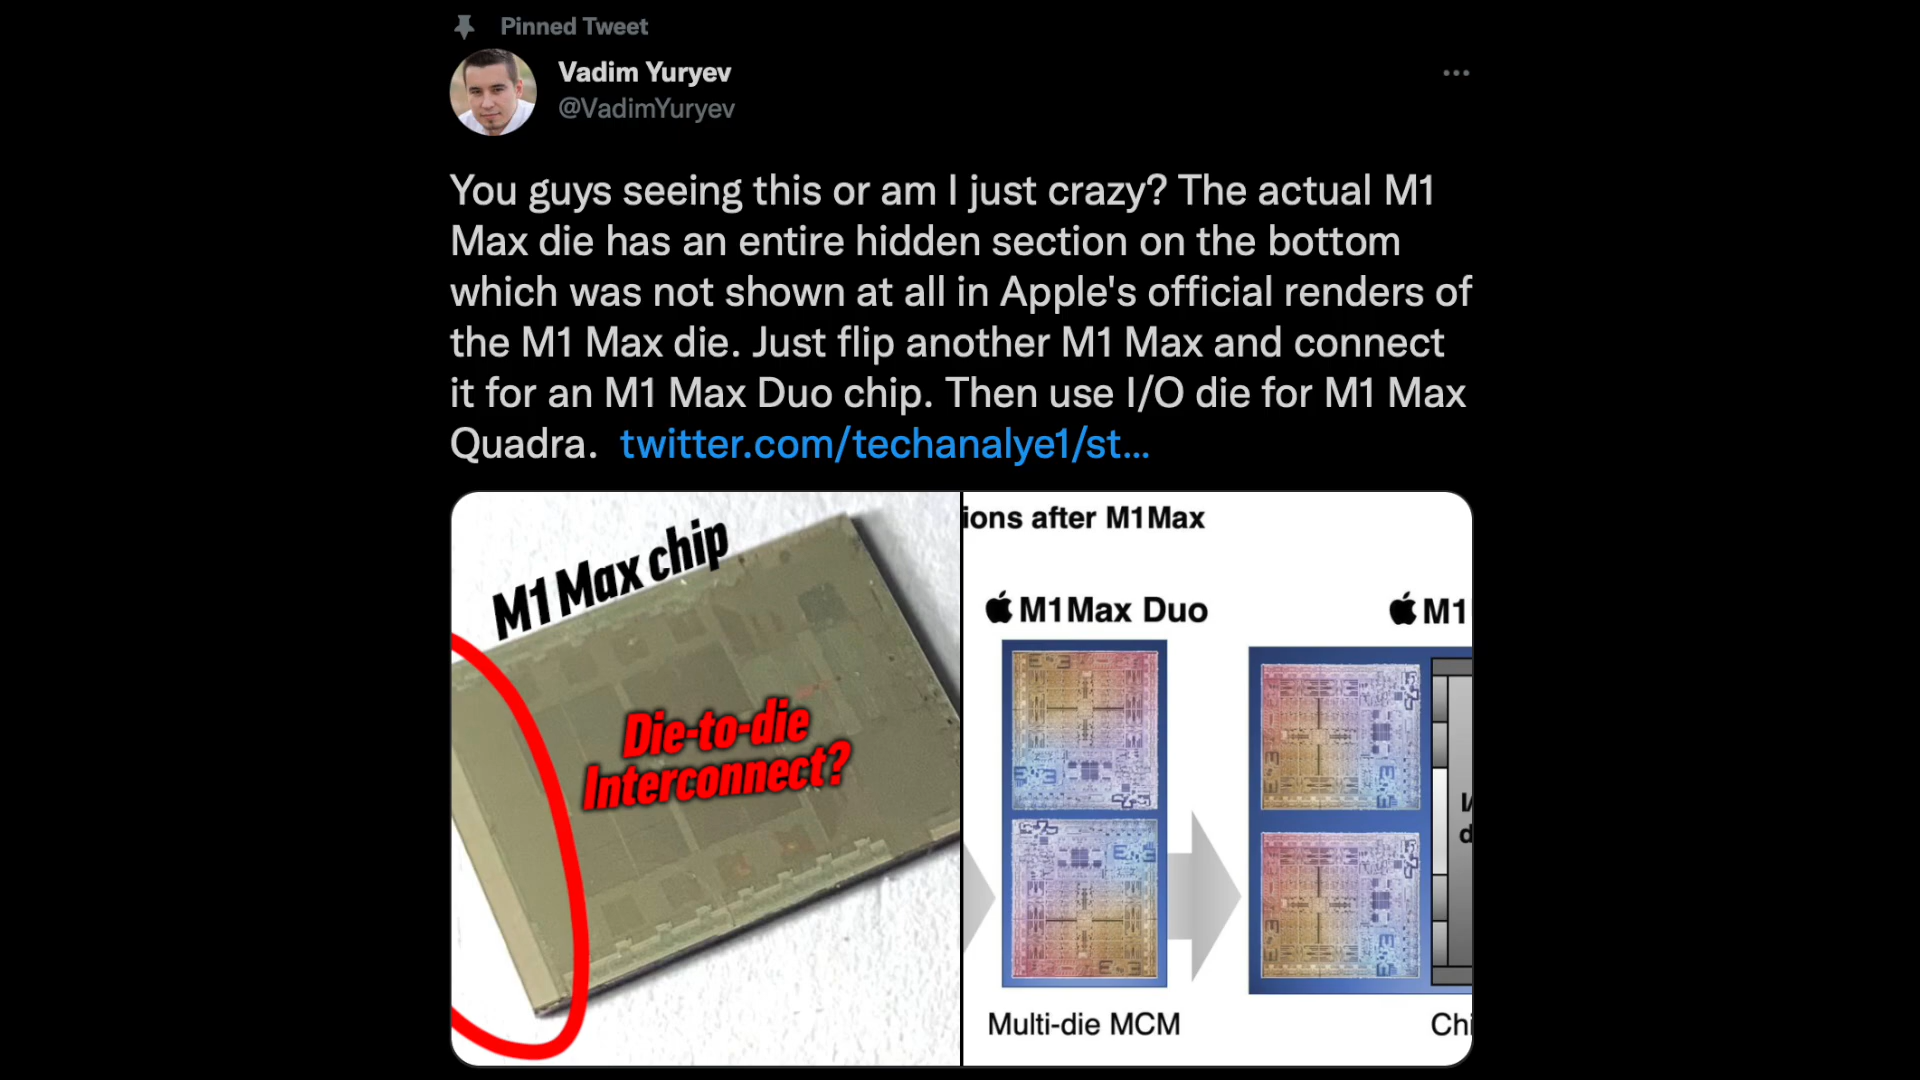 Pinned Tweet
Vadim Yuryev
@VadimYuryev
You guys seeing this or am I just crazy? The actual M1
Max die has an entire hidden section on the bottom
which was not shown at all in Apple's official renders of
the M1 Max die. Just flip another M1 Max and connect
it for an M1 Max Duo chip. Then use I/O die for M1 Max
Quadra. twitter.com/techanalye1/st...
M1 Max chip
Die-to-die
Interconnect?
ions after M1Max
M1Max Duo
M1
Multi-die MCM
Chi